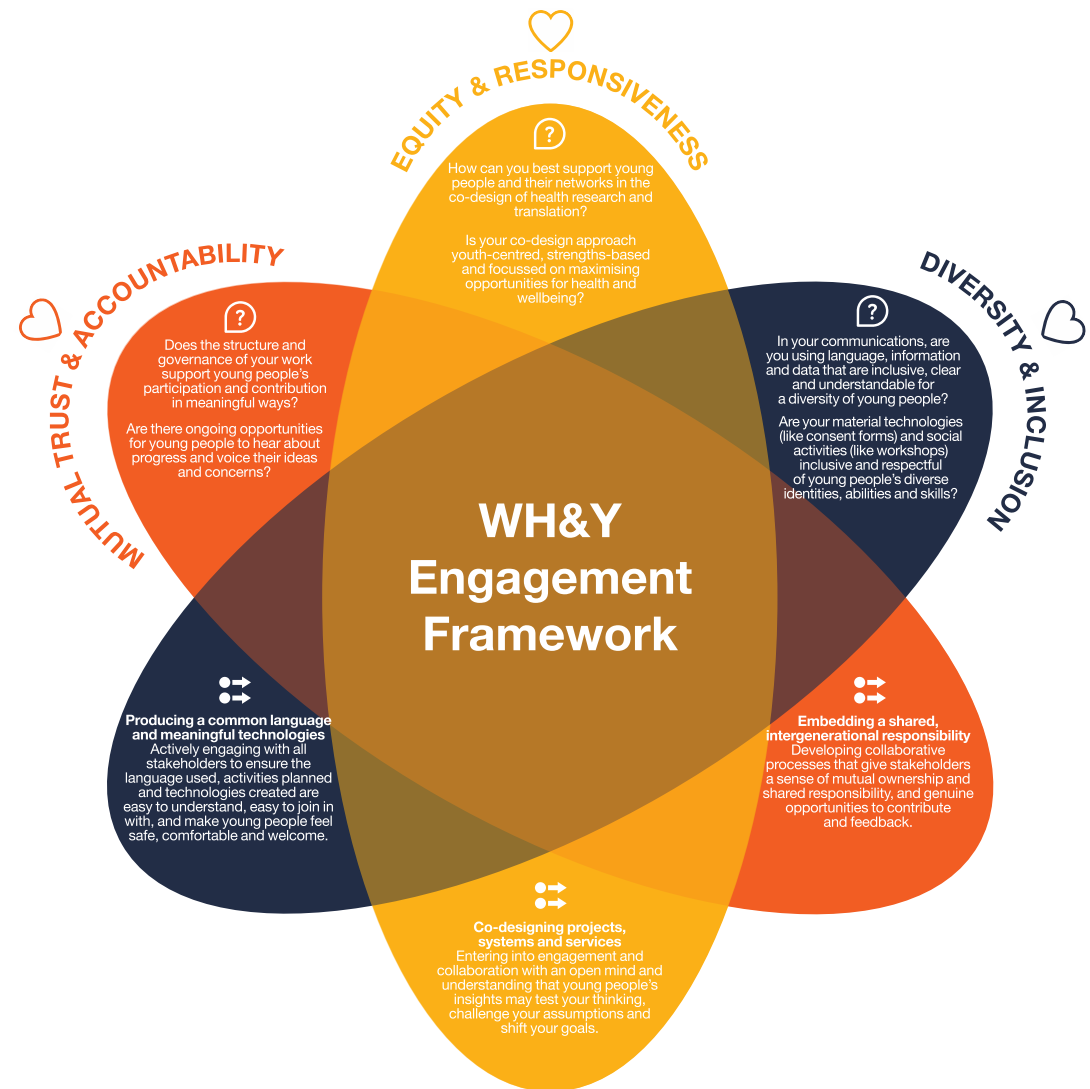 EQUITY & RESPONSIVENESS
?
How can you best support young
people and their networks in the
co-design of health research and
translation?
Is your co-design approach
youth-centred, strengths-based
and focussed on maximising
opportunities for health and
wellbeing?
MUTUAL TRUST & ACCOUNTABILITY
?
Does the structure and
governance of your work
support young people's
participation and contribution
in meaningful ways?
Are there ongoing opportunities
for young people to hear about
progress and voice their ideas
and concerns?
DIVERSITY & INCLUSION
?
In your communications, are
you using language, information
and data that are inclusive, clear
and understandable for
a diversity of young people?
Are your material technologies
(like consent forms) and social
activities (like workshops)
inclusive and respectful
of young people's diverse
identities, abilities and skills?
WH&Y
Engagement
Framework
Producing a common language
and meaningful technologies
Actively engaging with all
stakeholders to ensure the
language used, activities planned
and technologies created are
easy to understand, easy to join in
with, and make young people feel
safe, comfortable and welcome.
Embedding a shared,
intergenerational responsibility
Developing collaborative
processes that give stakeholders
a sense of mutual ownership and
shared responsibility, and genuine
opportunities to contribute
and feedback.
Co-designing projects,
systems and services
Entering into engagement and
collaboration with an open mind and
understanding that young people's
insights may test your thinking,
challenge your assumptions and
shift your goals.